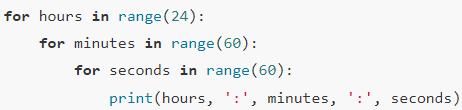 for hours in range(24):
    for minutes in range(60):
        for seconds in range(60):
            print(hours, ':', minutes, ':', seconds)